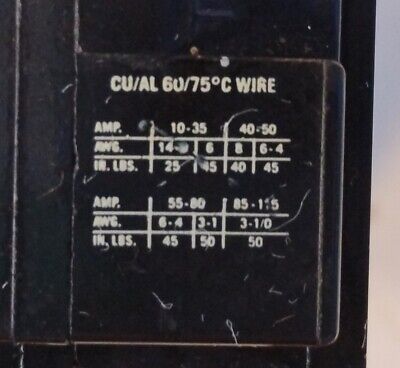 CU/AL 60/75°C WIRE
AMP. 10-35 40-50
AWG. 14-8 6 8 6-4
IN. LBS. 25 45 40 45
AMP. 55-80 85-115
AWG. 6-4 3-1 3-1/0
IN. LBS. 45 50 50